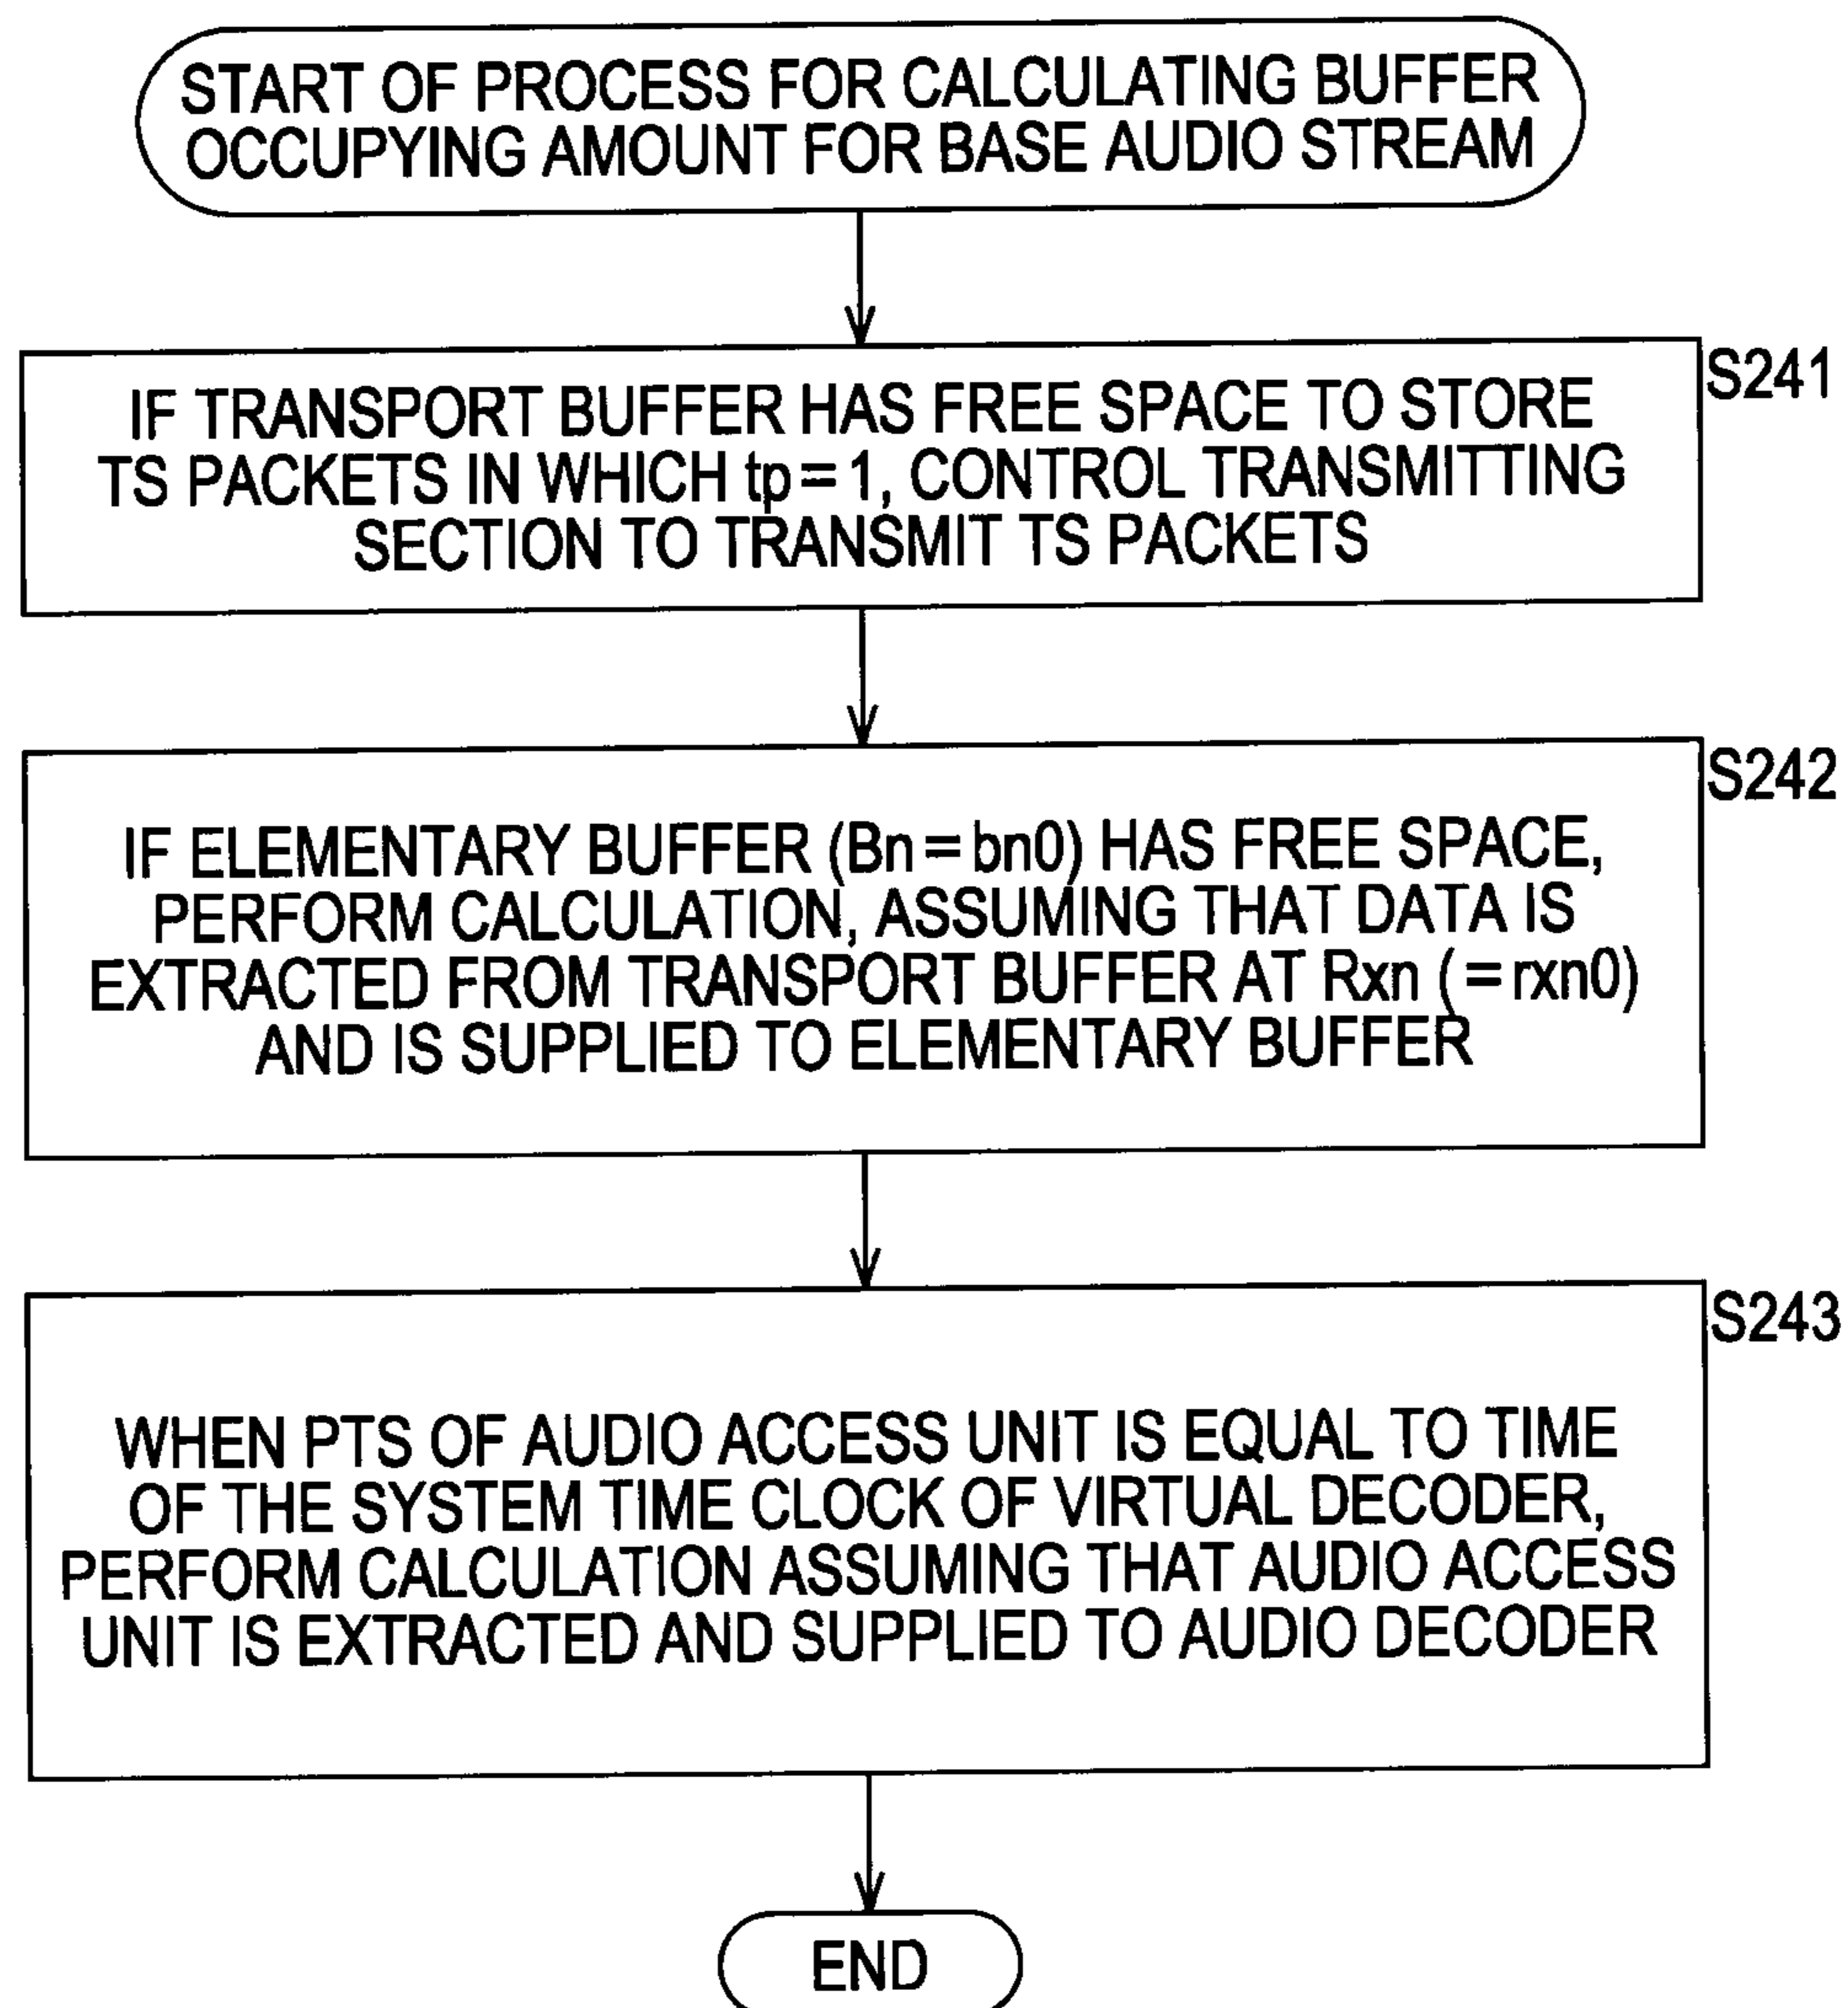 START OF PROCESS FOR CALCULATING BUFFER
OCCUPYING AMOUNT FOR BASE AUDIO STREAM
S241
IF TRANSPORT BUFFER HAS FREE SPACE TO STORE
TS PACKETS IN WHICH tp=1, CONTROL TRANSMITTING
SECTION TO TRANSMIT TS PACKETS
S242
IF ELEMENTARY BUFFER (Bn=bn0) HAS FREE SPACE,
PERFORM CALCULATION, ASSUMING THAT DATA IS
EXTRACTED FROM TRANSPORT BUFFER AT Rxn (=rxn0)
AND IS SUPPLIED TO ELEMENTARY BUFFER
S243
WHEN PTS OF AUDIO ACCESS UNIT IS EQUAL TO TIME
OF THE SYSTEM TIME CLOCK OF VIRTUAL DECODER,
PERFORM CALCULATION ASSUMING THAT AUDIO ACCESS
UNIT IS EXTRACTED AND SUPPLIED TO AUDIO DECODER
END